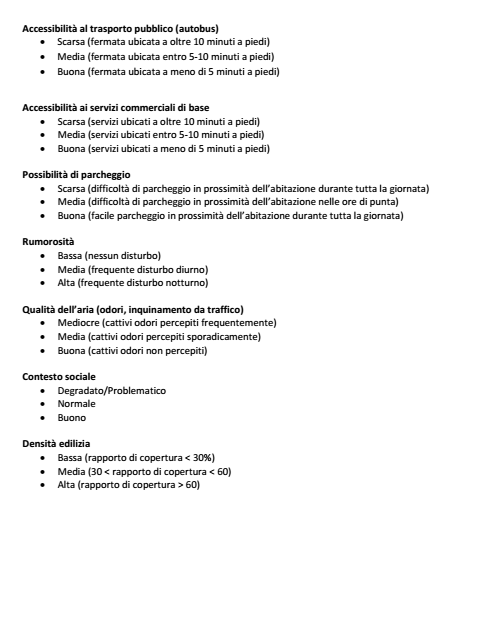 Accessibilità al trasporto pubblico (autobus)
• Scarsa (fermata ubicata a oltre 10 minuti a piedi)
• Media (fermata ubicata entro 5-10 minuti a piedi)
• Buona (fermata ubicata a meno di 5 minuti a piedi)
Accessibilità ai servizi commerciali di base
• Scarsa (servizi ubicati a oltre 10 minuti a piedi)
• Media (servizi ubicati entro 5-10 minuti a piedi)
• Buona (servizi ubicati a meno di 5 minuti a piedi)
Possibilità di parcheggio
• Scarsa (difficoltà di parcheggio in prossimità dell'abitazione durante tutta la giornata)
• Media (difficoltà di parcheggio in prossimità dell'abitazione nelle ore di punta)
• Buona (facile parcheggio in prossimità dell'abitazione durante tutta la giornata)
Rumorosità
• Bassa (nessun disturbo)
• Media (frequente disturbo diurno)
• Alta (frequente disturbo notturno)
Qualità dell'aria (odori, inquinamento da traffico)
• Mediocre (cattivi odori percepiti frequentemente)
• Media (cattivi odori percepiti sporadicamente)
• Buona (cattivi odori non percepiti)
Contesto sociale
• Degradato/Problematico
• Normale
• Buono
Densità edilizia
• Bassa (rapporto di copertura < 30%)
• Media (30 < rapporto di copertura < 60)
• Alta (rapporto di copertura > 60)